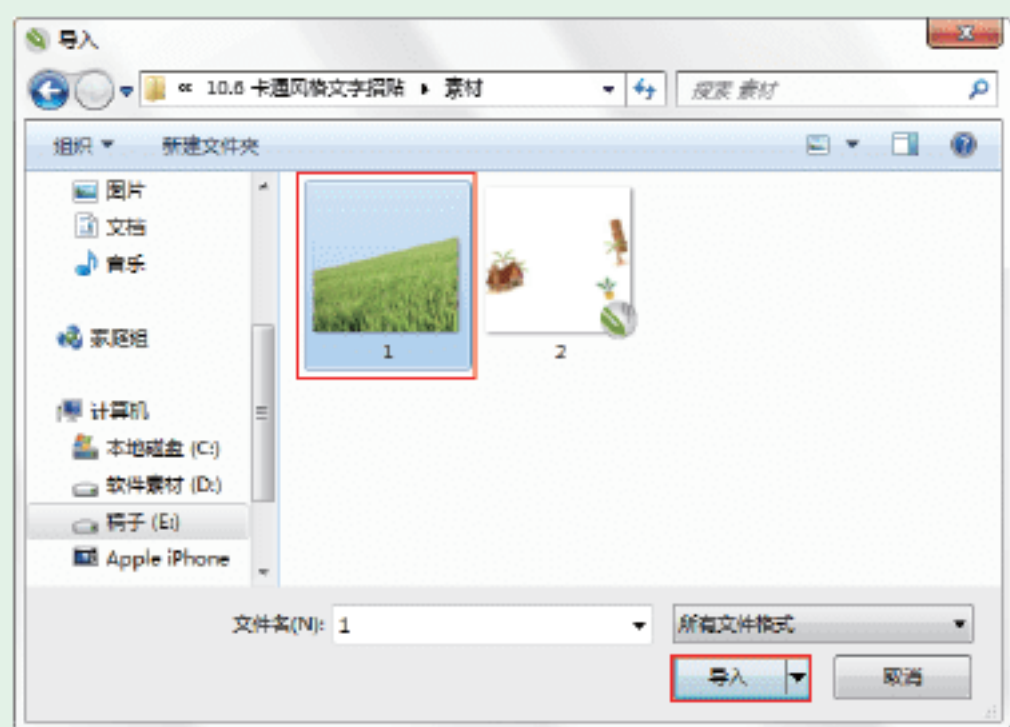 导入
« 10.6 卡通风格文字招贴 ▸ 素材
搜索 素材
组织
新建文件夹
图片
文档
音乐
家庭组
计算机
本地磁盘 (C:)
软件素材 (D:)
稿子 (E:)
Apple iPhone
1
2
文件名(N): 1
所有文件格式
导入
取消